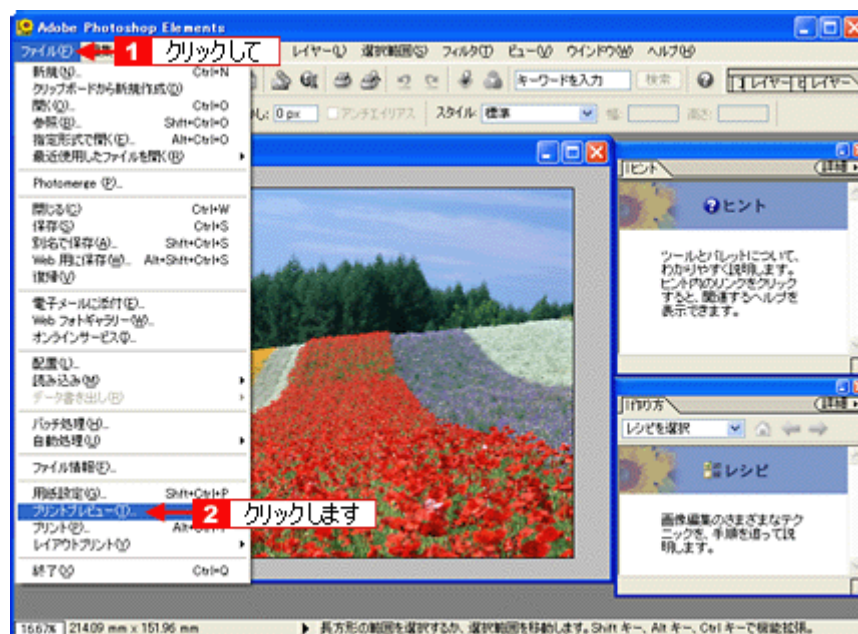 Adobe Photoshop Elements
ファイル(F) 1 クリックして レイヤー(L) 選択範囲(S) フィルタ(T) ビュー(V) ウインドウ(W) ヘルプ(H)
キーワードを入力 検索 レイヤー レイヤー
0 px アンチエイリアス スタイル: 標準 幅: 高さ:
新規(N)... Ctrl+N
クリップボードから新規作成(D)
開く(O)... Ctrl+O
参照(B)... Shift+Ctrl+O
指定形式で開く(E)... Alt+Ctrl+O
最近使用したファイルを開く(R)
Photomerge (P)...
閉じる(C) Ctrl+W
保存(S) Ctrl+S
別名で保存(A)... Shift+Ctrl+S
Web 用に保存(W)... Alt+Shift+Ctrl+S
復帰(V)
電子メールに添付(E)...
Web フォトギャラリー(W)...
オンラインサービス(I)...
配置(L)...
読み込み(M)
データ書き出し(R)
バッチ処理(H)...
自動処理(U)
ファイル情報(F)...
用紙設定(G)... Shift+Ctrl+P
プリントプレビュー(T)... 2 クリックします
プリント(P)...
レイアウトプリント(Y)
終了(X) Ctrl+Q
ヒント 詳細
ヒント
ツールとパレットについて、
わかりやすく説明します。
ヒント内のリンクをクリック
すると、関連するヘルプを
表示できます。
作り方 詳細
レシピを選択
レシピ
画像編集のさまざまなテク
ニックを、手順を追って説
明します。
16.67% 214.09 mm x 151.96 mm 長方形の範囲を選択するか、選択範囲を移動します。Shift キー、Alt キー、Ctrl キーで機能拡張。